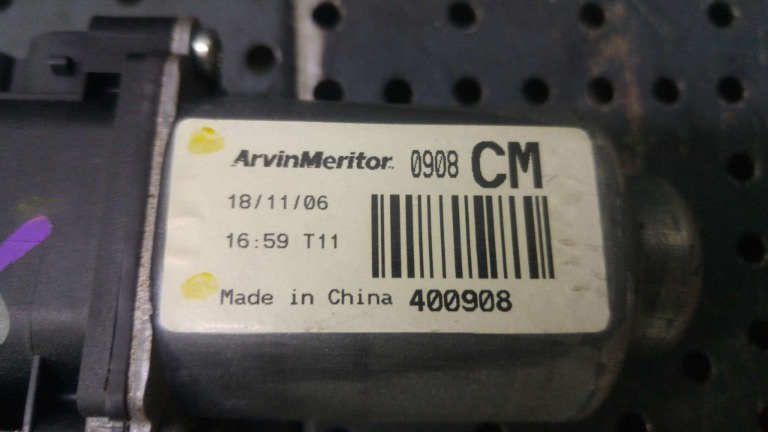 ArvinMeritor 0908 CM
18/11/06
16:59 T11
Made in China 400908